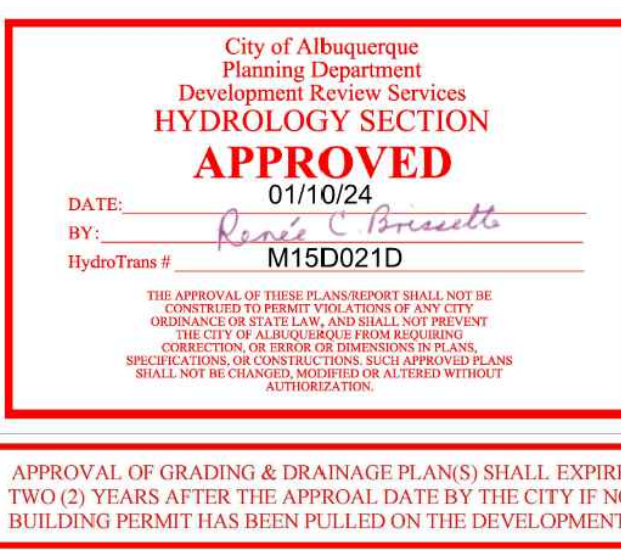 City of Albuquerque
Planning Department
Development Review Services
HYDROLOGY SECTION
APPROVED
DATE: 01/10/24
BY: Renée C. Brissette
HydroTrans # M15D021D
THE APPROVAL OF THESE PLANS/REPORT SHALL NOT BE
CONSTRUED TO PERMIT VIOLATIONS OF ANY CITY
ORDINANCE OR STATE LAW, AND SHALL NOT PREVENT
THE CITY OF ALBUQUERQUE FROM REQUIRING
CORRECTION, OR ERROR OR DIMENSIONS IN PLANS,
SPECIFICATIONS, OR CONSTRUCTIONS. SUCH APPROVED PLANS
SHALL NOT BE CHANGED, MODIFIED OR ALTERED WITHOUT
AUTHORIZATION.
APPROVAL OF GRADING & DRAINAGE PLAN(S) SHALL EXPIRE
TWO (2) YEARS AFTER THE APPROAL DATE BY THE CITY IF NO
BUILDING PERMIT HAS BEEN PULLED ON THE DEVELOPMENT